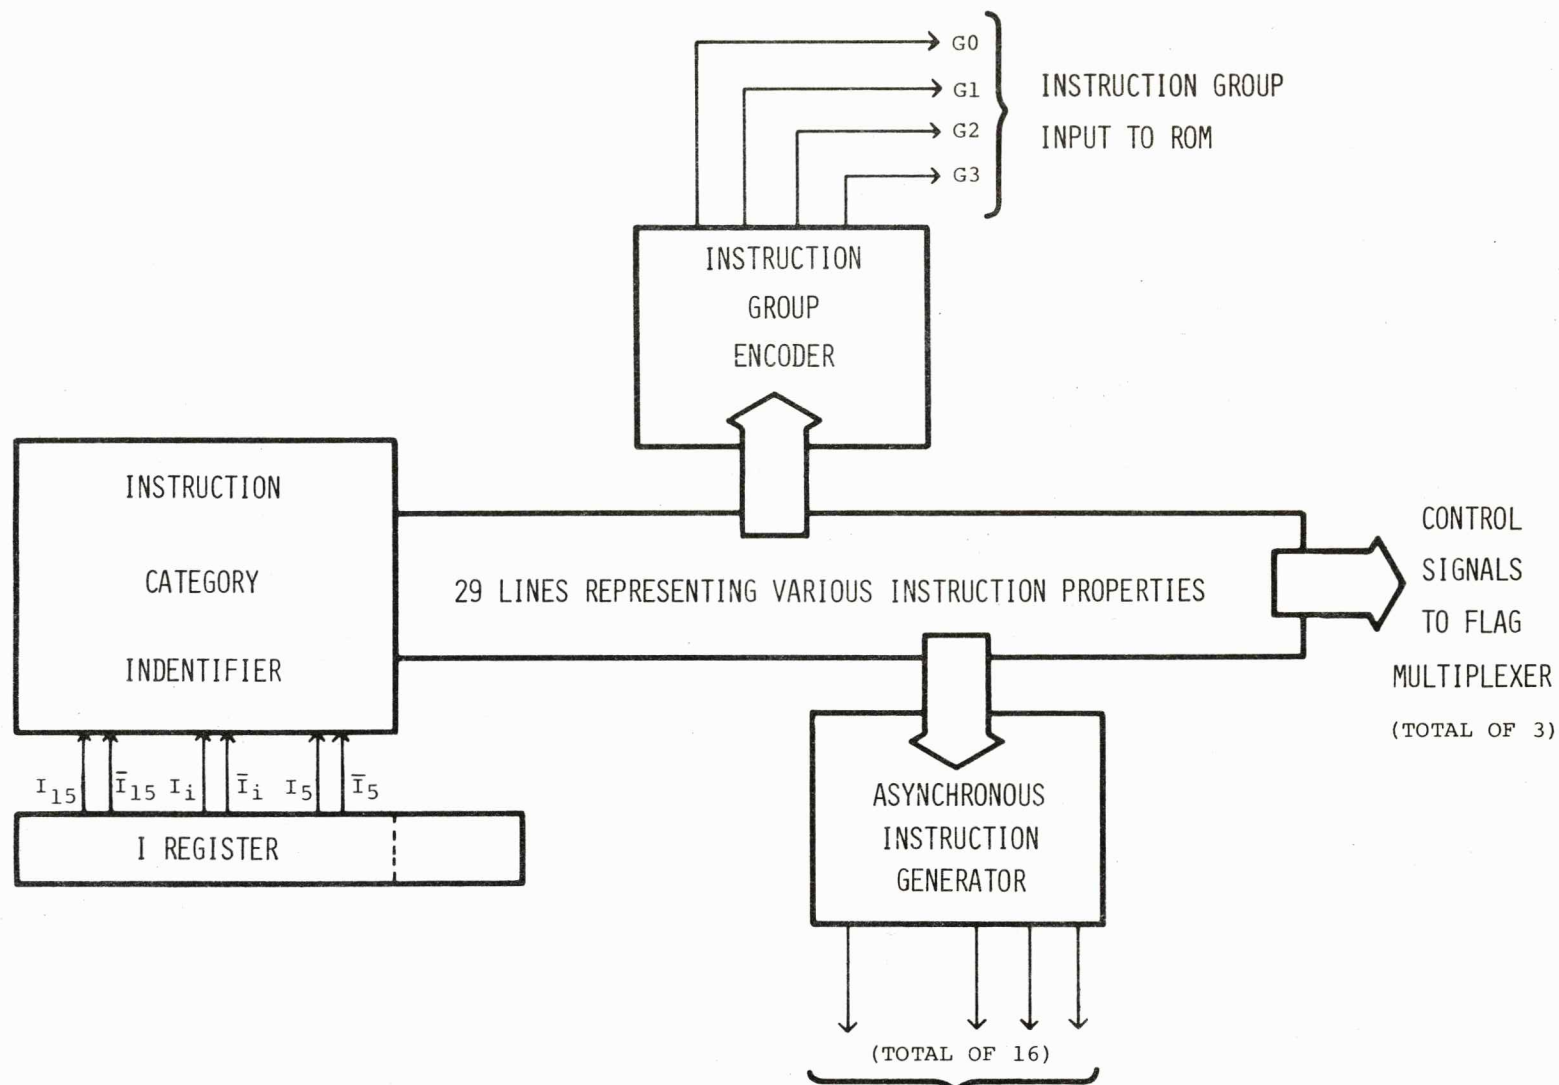 G0
G1
G2
G3
INSTRUCTION GROUP
INPUT TO ROM
INSTRUCTION
GROUP
ENCODER
INSTRUCTION
CATEGORY
INDENTIFIER
29 LINES REPRESENTING VARIOUS INSTRUCTION PROPERTIES
CONTROL
SIGNALS
TO FLAG
MULTIPLEXER
(TOTAL OF 3)
I15 Ī15 Ii Īi I5 Ī5
I REGISTER
ASYNCHRONOUS
INSTRUCTION
GENERATOR
(TOTAL OF 16)